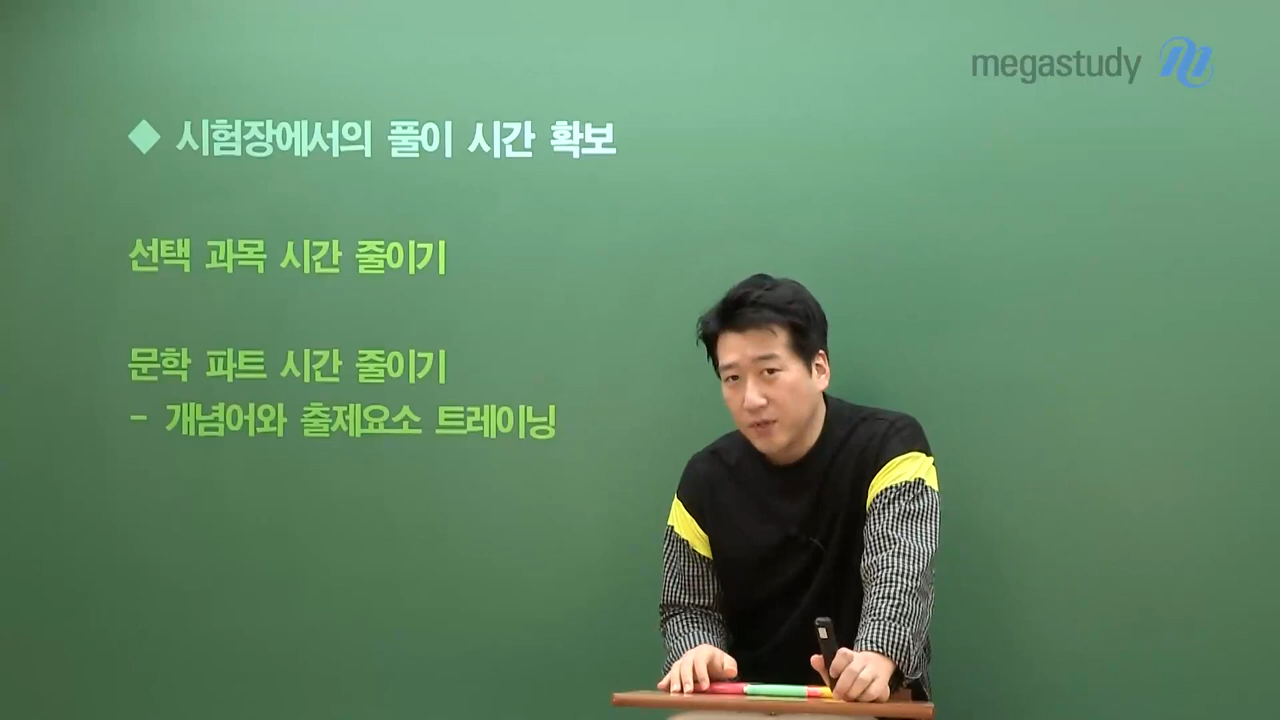 megastudy
◆ 시험장에서의 풀이 시간 확보
선택 과목 시간 줄이기
문학 파트 시간 줄이기
- 개념어와 출제요소 트레이닝